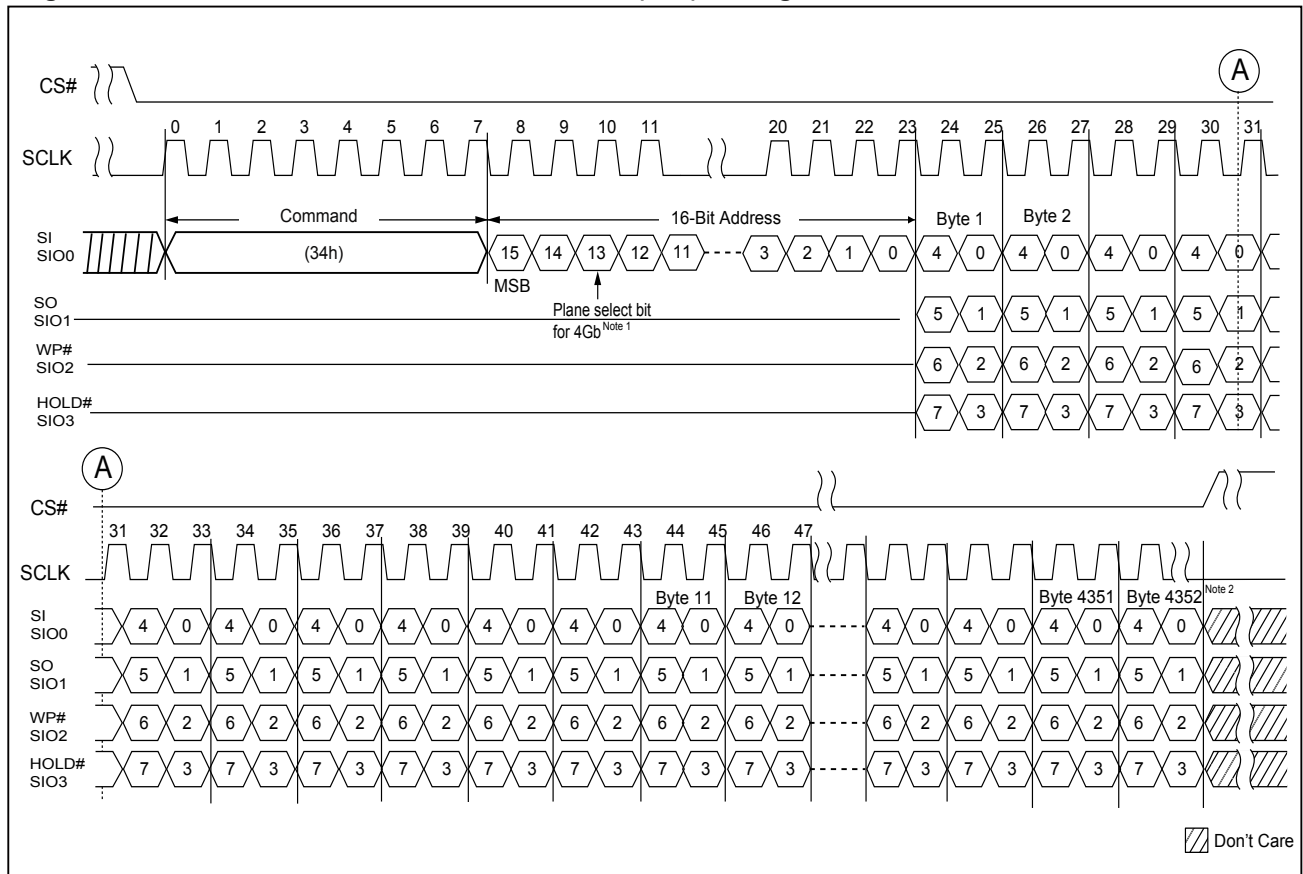 A
CS#
0 1 2 3 4 5 6 7 8 9 10 11 20 21 22 23 24 25 26 27 28 29 30 31
SCLK
Command 16-Bit Address Byte 1 Byte 2
SI
SIO0
(34h) 15 14 13 12 11 3 2 1 0 4 0 4 0 4 0 4 0
MSB
Plane select bit
for 4Gb Note 1
SO
SIO1
5 1 5 1 5 1 5 1
WP#
SIO2
6 2 6 2 6 2 6 2
HOLD#
SIO3
7 3 7 3 7 3 7 3
A
CS#
31 32 33 34 35 36 37 38 39 40 41 42 43 44 45 46 47
SCLK
Byte 11 Byte 12 Byte 4351 Byte 4352 Note 2
SI
SIO0
4 0 4 0 4 0 4 0 4 0 4 0 4 0 4 0 4 0 4 0 4 0 4 0
SO
SIO1
5 1 5 1 5 1 5 1 5 1 5 1 5 1 5 1 5 1 5 1 5 1 5 1
WP#
SIO2
6 2 6 2 6 2 6 2 6 2 6 2 6 2 6 2 6 2 6 2 6 2 6 2
HOLD#
SIO3
7 3 7 3 7 3 7 3 7 3 7 3 7 3 7 3 7 3 7 3 7 3 7 3
Don't Care